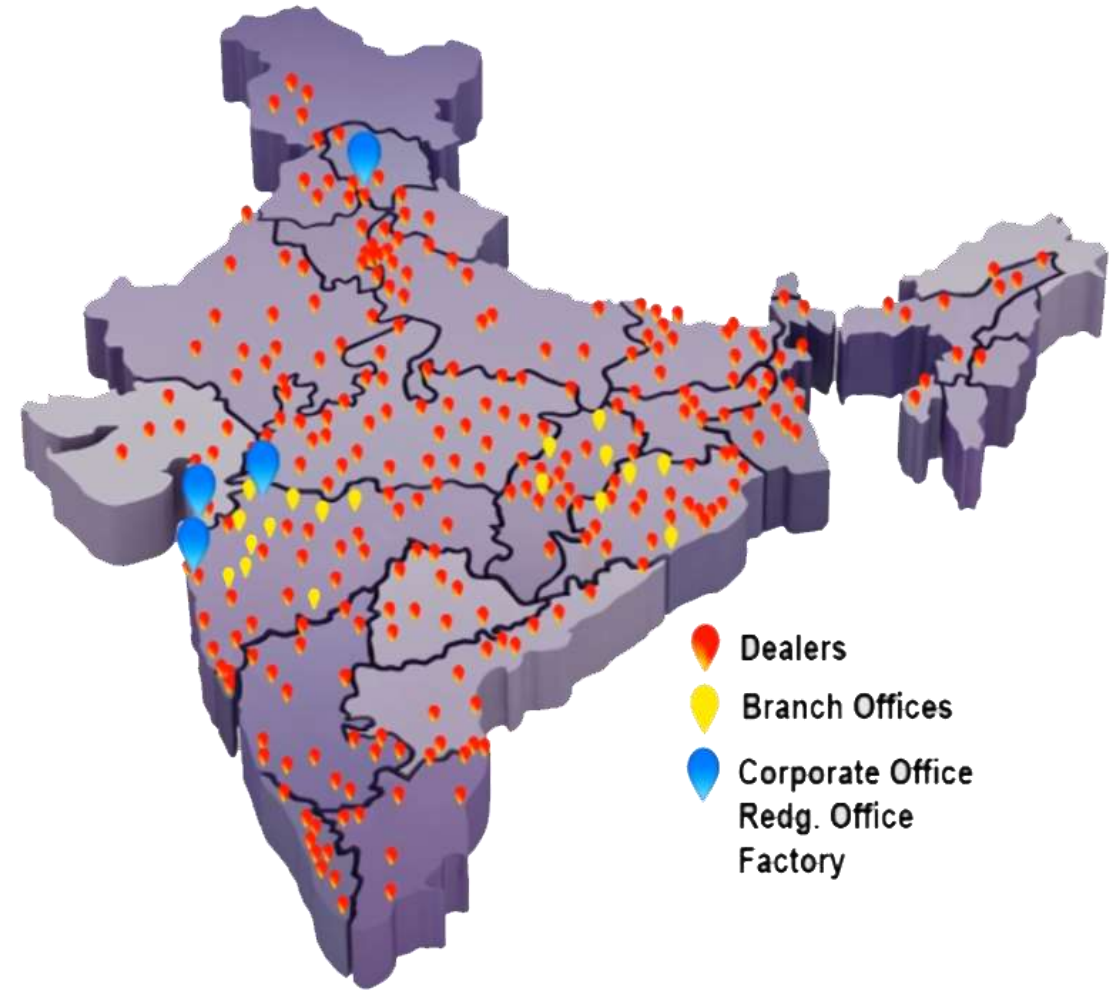 Dealers
Branch Offices
Corporate Office
Redg. Office
Factory